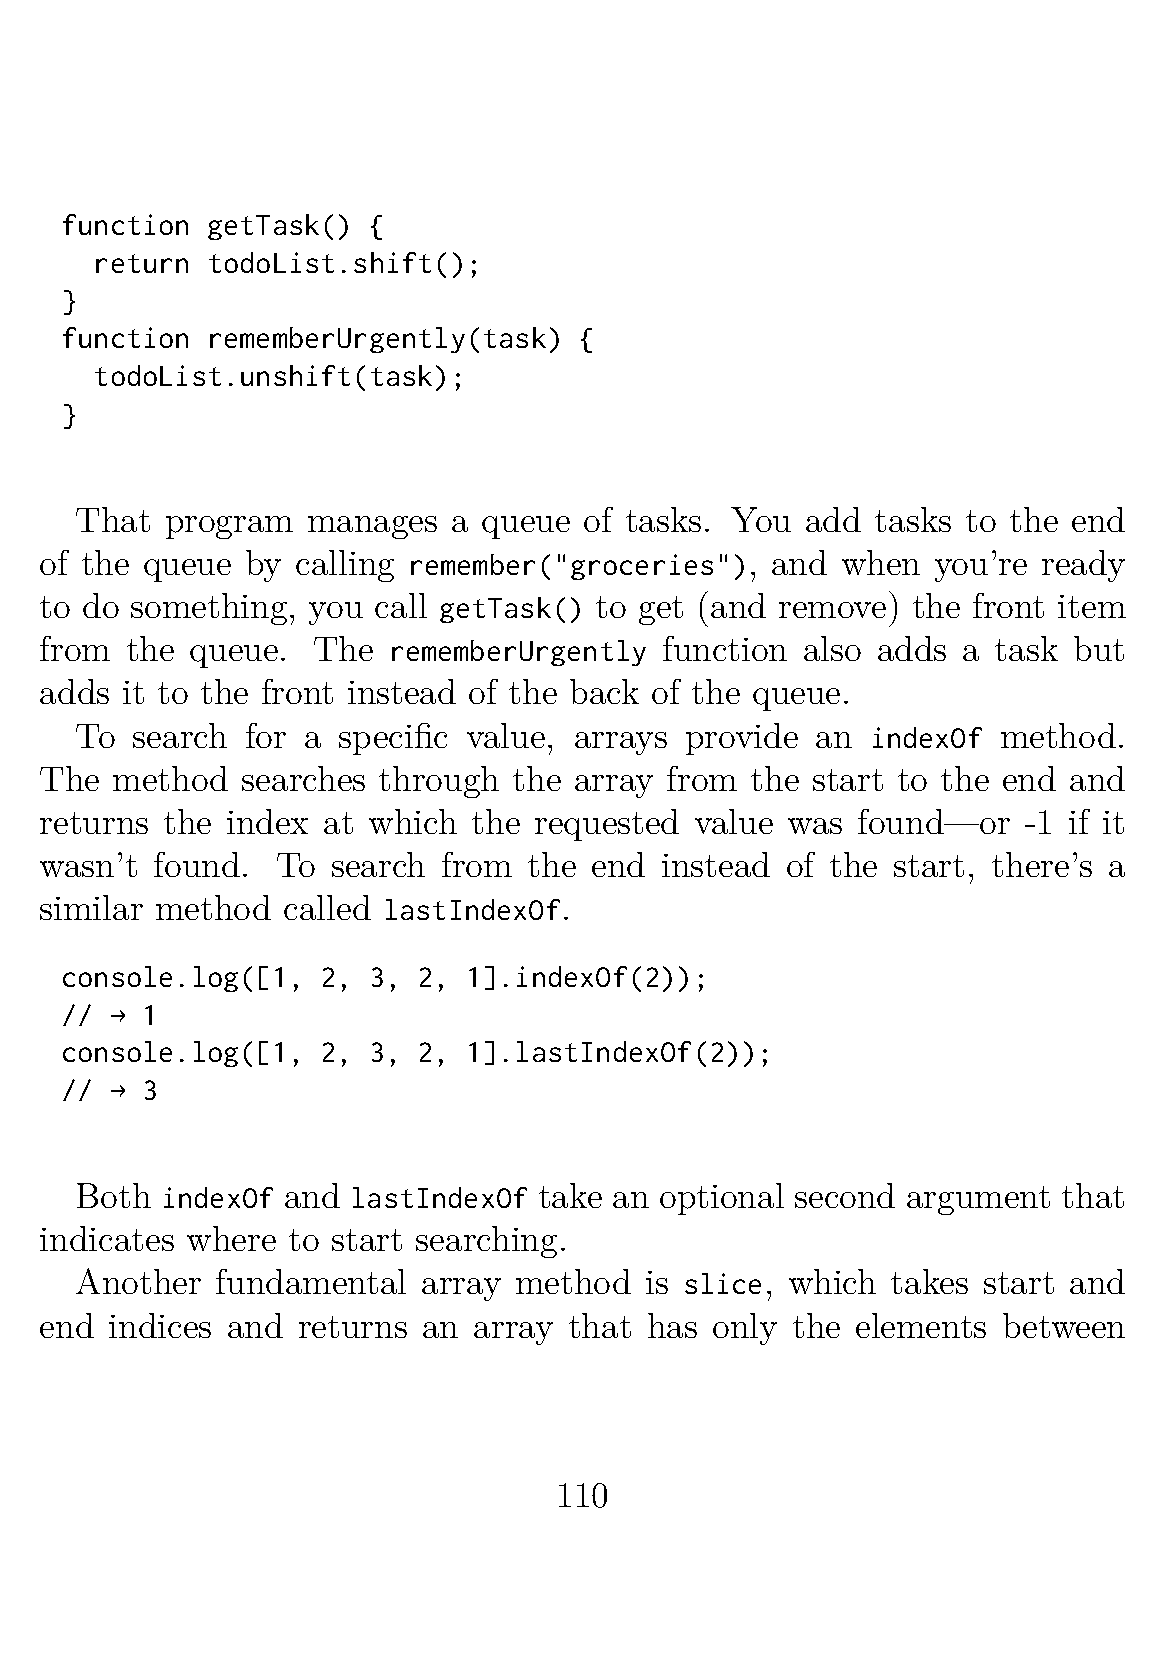 function getTask() {
  return todoList.shift();
}
function rememberUrgently(task) {
  todoList.unshift(task);
}
That program manages a queue of tasks. You add tasks to the end
of the queue by calling remember("groceries"), and when you're ready
to do something, you call getTask() to get (and remove) the front item
from the queue. The rememberUrgently function also adds a task but
adds it to the front instead of the back of the queue.
To search for a specific value, arrays provide an indexOf method.
The method searches through the array from the start to the end and
returns the index at which the requested value was found—or -1 if it
wasn't found. To search from the end instead of the start, there's a
similar method called lastIndexOf.
console.log([1, 2, 3, 2, 1].indexOf(2));
// → 1
console.log([1, 2, 3, 2, 1].lastIndexOf(2));
// → 3
Both indexOf and lastIndexOf take an optional second argument that
indicates where to start searching.
Another fundamental array method is slice, which takes start and
end indices and returns an array that has only the elements between
110